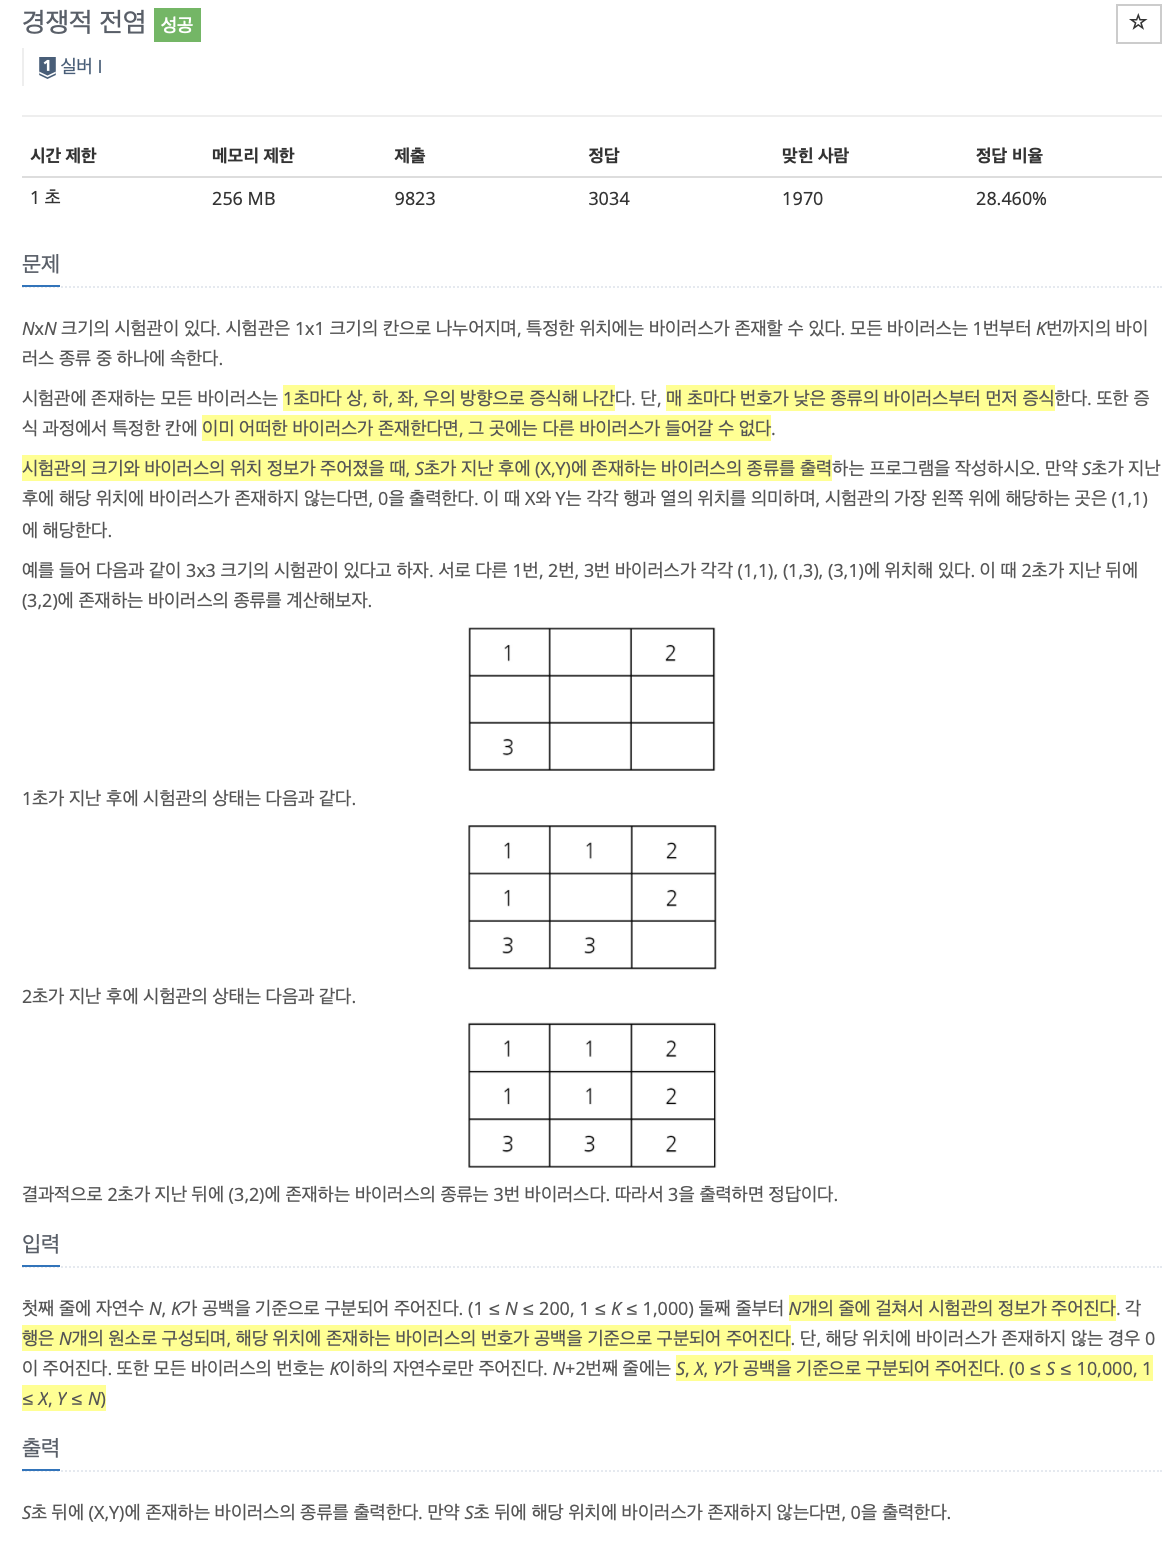 경쟁적 전염 성공
☆
1 실버 I
시간 제한 메모리 제한 제출 정답 맞힌 사람 정답 비율
1 초 256 MB 9823 3034 1970 28.460%
문제
NxN 크기의 시험관이 있다. 시험관은 1x1 크기의 칸으로 나누어지며, 특정한 위치에는 바이러스가 존재할 수 있다. 모든 바이러스는 1번부터 K번까지의 바이
러스 종류 중 하나에 속한다.
시험관에 존재하는 모든 바이러스는 1초마다 상, 하, 좌, 우의 방향으로 증식해 나간다. 단, 매 초마다 번호가 낮은 종류의 바이러스부터 먼저 증식한다. 또한 증
식 과정에서 특정한 칸에 이미 어떠한 바이러스가 존재한다면, 그 곳에는 다른 바이러스가 들어갈 수 없다.
시험관의 크기와 바이러스의 위치 정보가 주어졌을 때, S초가 지난 후에 (X,Y)에 존재하는 바이러스의 종류를 출력하는 프로그램을 작성하시오. 만약 S초가 지난
후에 해당 위치에 바이러스가 존재하지 않는다면, 0을 출력한다. 이 때 X와 Y는 각각 행과 열의 위치를 의미하며, 시험관의 가장 왼쪽 위에 해당하는 곳은 (1,1)
에 해당한다.
예를 들어 다음과 같이 3x3 크기의 시험관이 있다고 하자. 서로 다른 1번, 2번, 3번 바이러스가 각각 (1,1), (1,3), (3,1)에 위치해 있다. 이 때 2초가 지난 뒤에
(3,2)에 존재하는 바이러스의 종류를 계산해보자.
1 2
3
1초가 지난 후에 시험관의 상태는 다음과 같다.
1 1 2
1 2
3 3
2초가 지난 후에 시험관의 상태는 다음과 같다.
1 1 2
1 1 2
3 3 2
결과적으로 2초가 지난 뒤에 (3,2)에 존재하는 바이러스의 종류는 3번 바이러스다. 따라서 3을 출력하면 정답이다.
입력
첫째 줄에 자연수 N, K가 공백을 기준으로 구분되어 주어진다. (1 ≤ N ≤ 200, 1 ≤ K ≤ 1,000) 둘째 줄부터 N개의 줄에 걸쳐서 시험관의 정보가 주어진다. 각
행은 N개의 원소로 구성되며, 해당 위치에 존재하는 바이러스의 번호가 공백을 기준으로 구분되어 주어진다. 단, 해당 위치에 바이러스가 존재하지 않는 경우 0
이 주어진다. 또한 모든 바이러스의 번호는 K이하의 자연수로만 주어진다. N+2번째 줄에는 S, X, Y가 공백을 기준으로 구분되어 주어진다. (0 ≤ S ≤ 10,000, 1
≤ X, Y ≤ N)
출력
S초 뒤에 (X,Y)에 존재하는 바이러스의 종류를 출력한다. 만약 S초 뒤에 해당 위치에 바이러스가 존재하지 않는다면, 0을 출력한다.